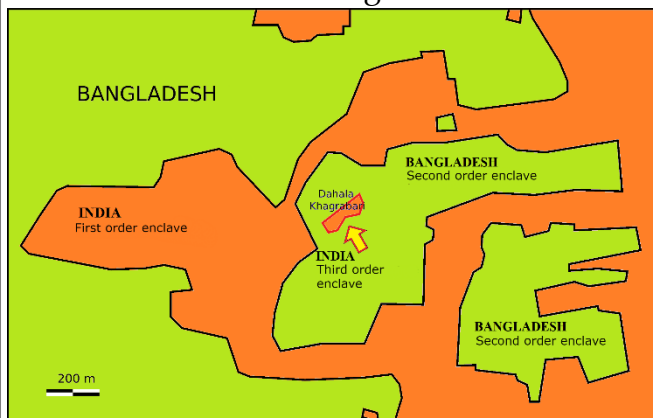 BANGLADESH
BANGLADESH
Second order enclave
Dahala
Khagrabari
INDIA
First order enclave
INDIA
Third order
enclave
BANGLADESH
Second order enclave
200 m